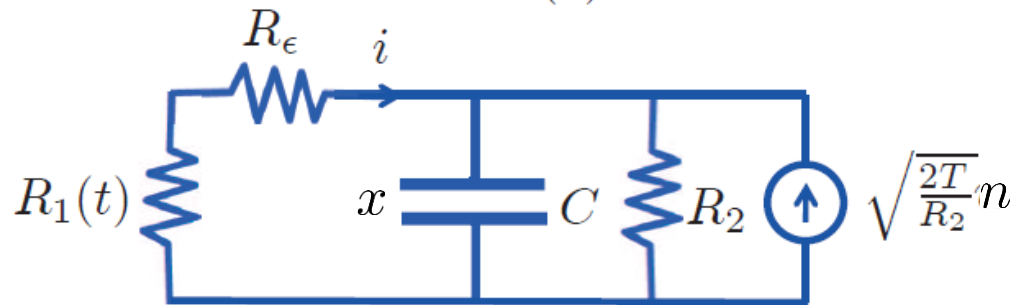 R_ϵ
i
R_1(t)
x
C
R_2
√(2T/R_2) n